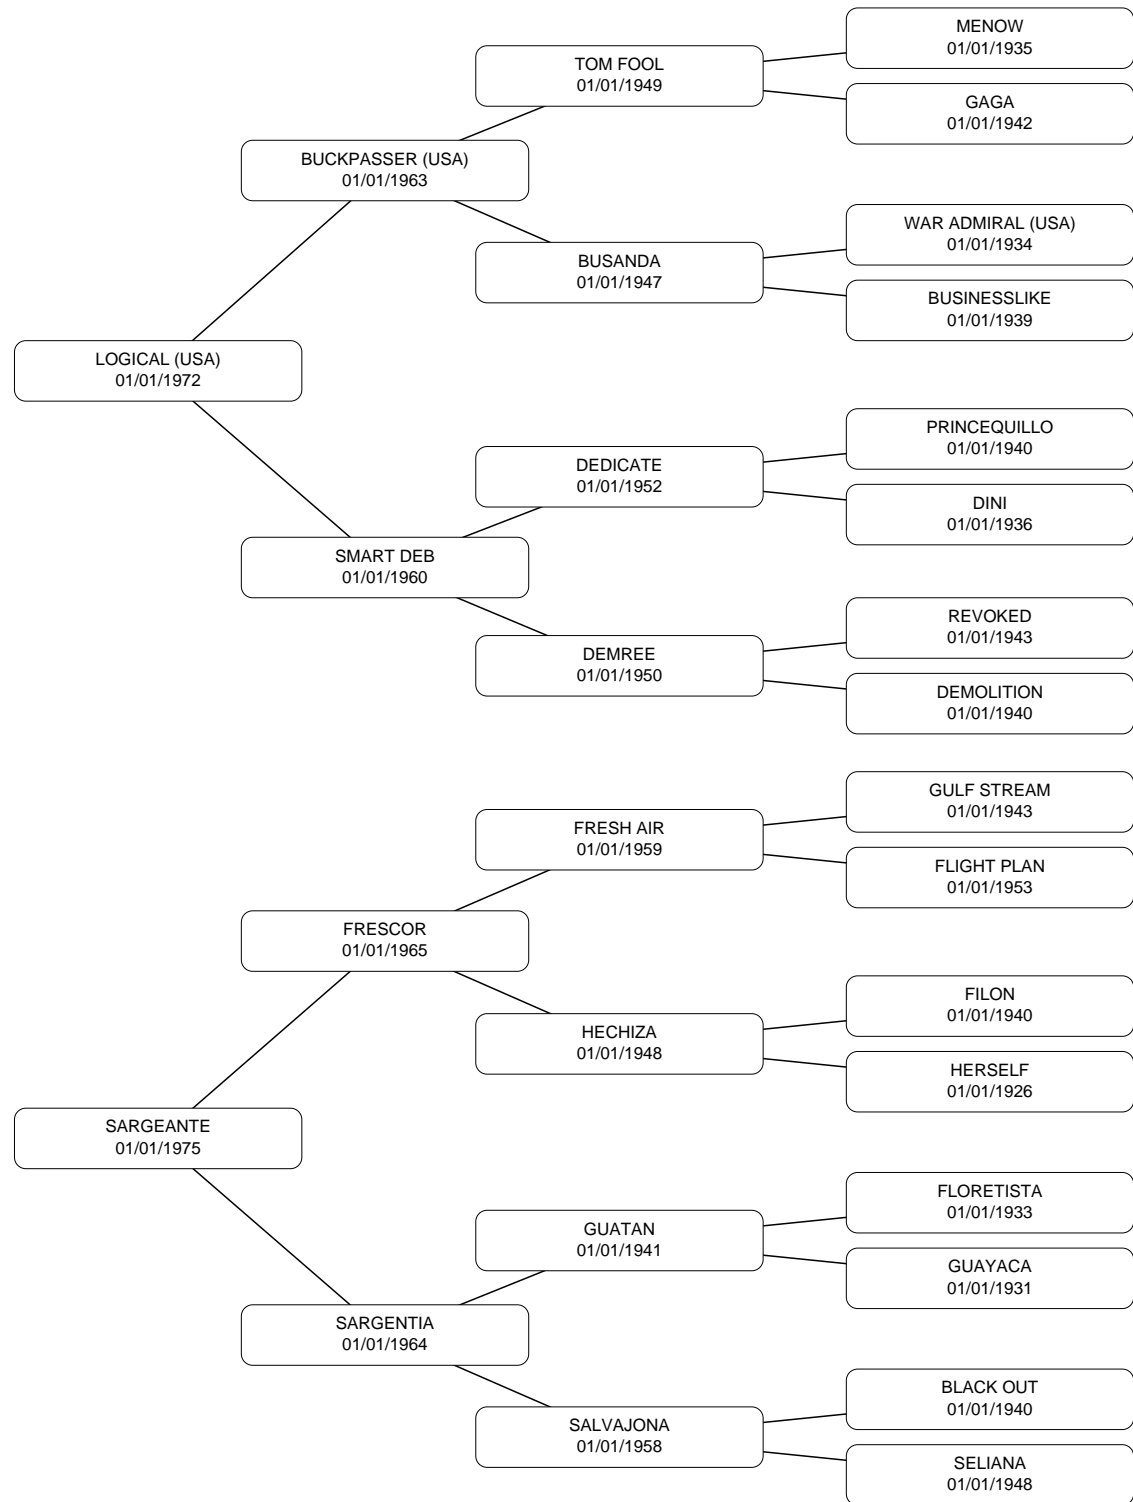 MENOW
01/01/1935
TOM FOOL
01/01/1949
GAGA
01/01/1942
BUCKPASSER (USA)
01/01/1963
WAR ADMIRAL (USA)
01/01/1934
BUSANDA
01/01/1947
BUSINESSLIKE
01/01/1939
LOGICAL (USA)
01/01/1972
PRINCEQUILLO
01/01/1940
DEDICATE
01/01/1952
DINI
01/01/1936
SMART DEB
01/01/1960
REVOKED
01/01/1943
DEMREE
01/01/1950
DEMOLITION
01/01/1940
GULF STREAM
01/01/1943
FRESH AIR
01/01/1959
FLIGHT PLAN
01/01/1953
FRESCOR
01/01/1965
FILON
01/01/1940
HECHIZA
01/01/1948
HERSELF
01/01/1926
SARGEANTE
01/01/1975
FLORETISTA
01/01/1933
GUATAN
01/01/1941
GUAYACA
01/01/1931
SARGENTIA
01/01/1964
BLACK OUT
01/01/1940
SALVAJONA
01/01/1958
SELIANA
01/01/1948